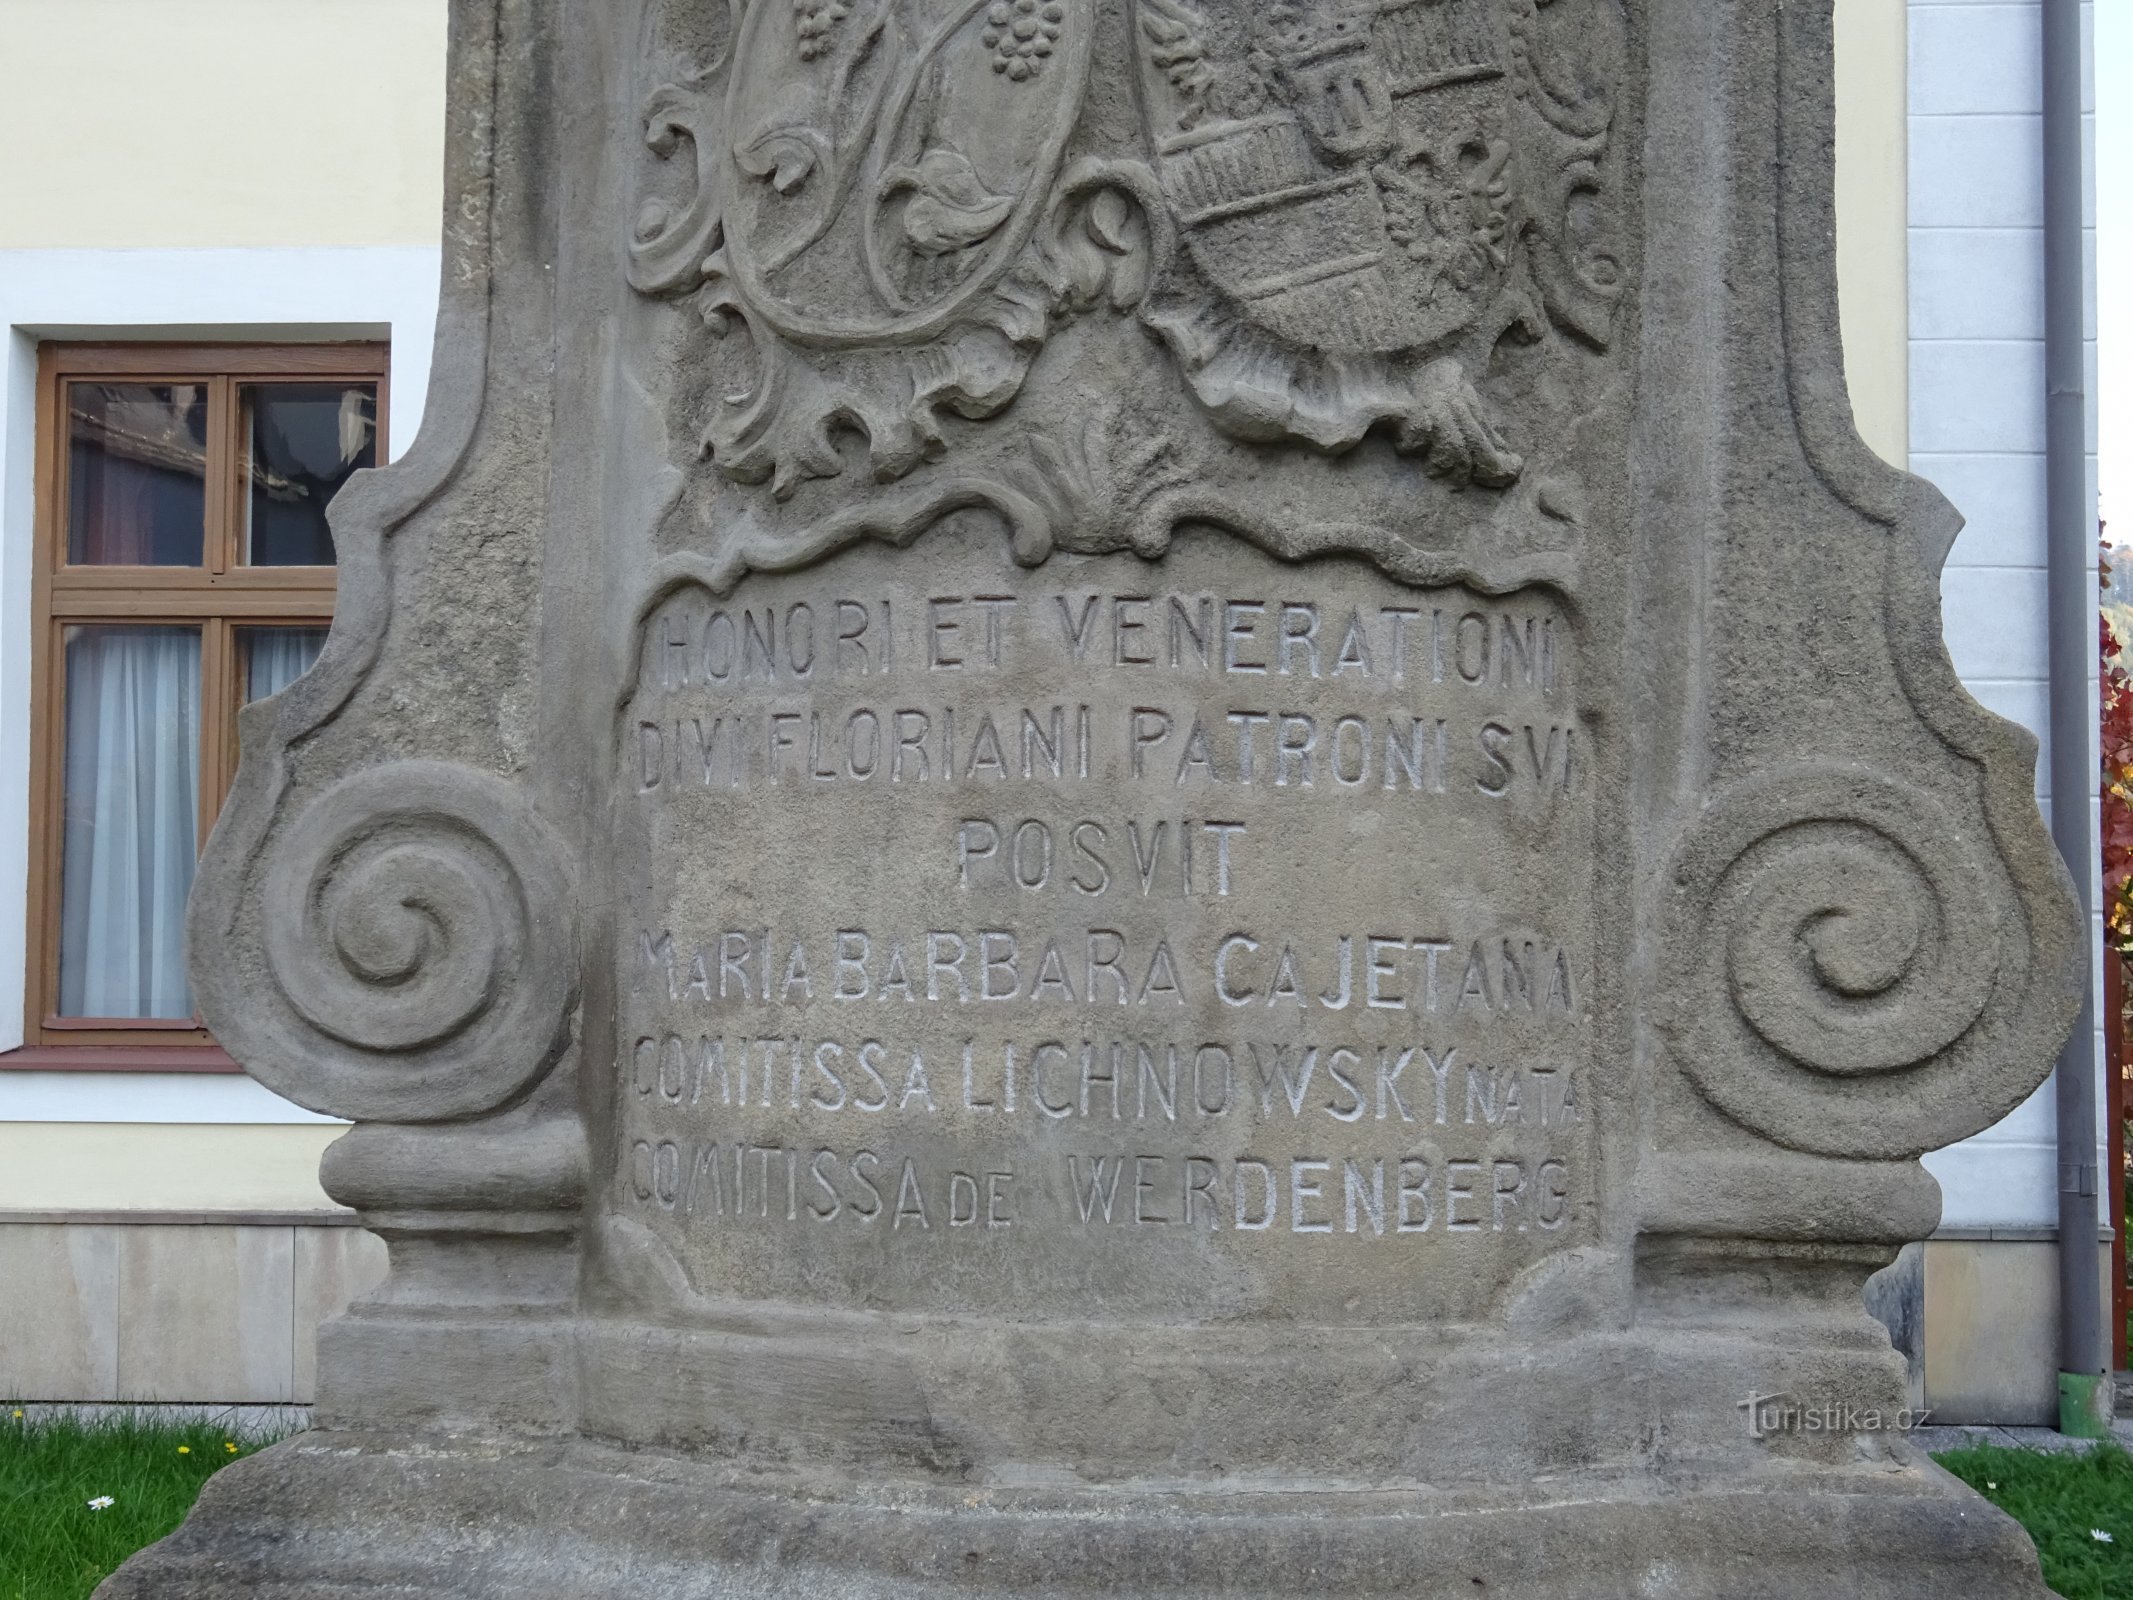 HONORI ET VENERATIONI
DIVI FLORIANI PATRONI SVI
POSVIT
MARIA BARBARA CAJETANA
COMITISSA LICHNOWSKY NATA
COMITISSA DE WERDENBERG
Turistika.cz